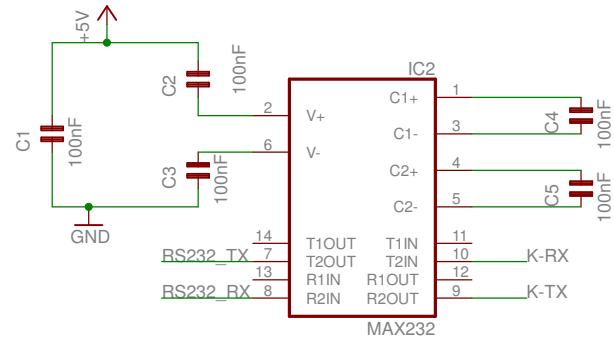 +5V
IC2
C2
100nF
2
V+
C1+
1
C4
100nF
C1
100nF
6
V-
C1-
3
C3
100nF
C2+
4
C5
100nF
C2-
5
GND
14
T1OUT
T1IN
11
RS232_TX
7
T2OUT
T2IN
10
K-RX
13
R1IN
R1OUT
12
RS232_RX
8
R2IN
R2OUT
9
K-TX
MAX232